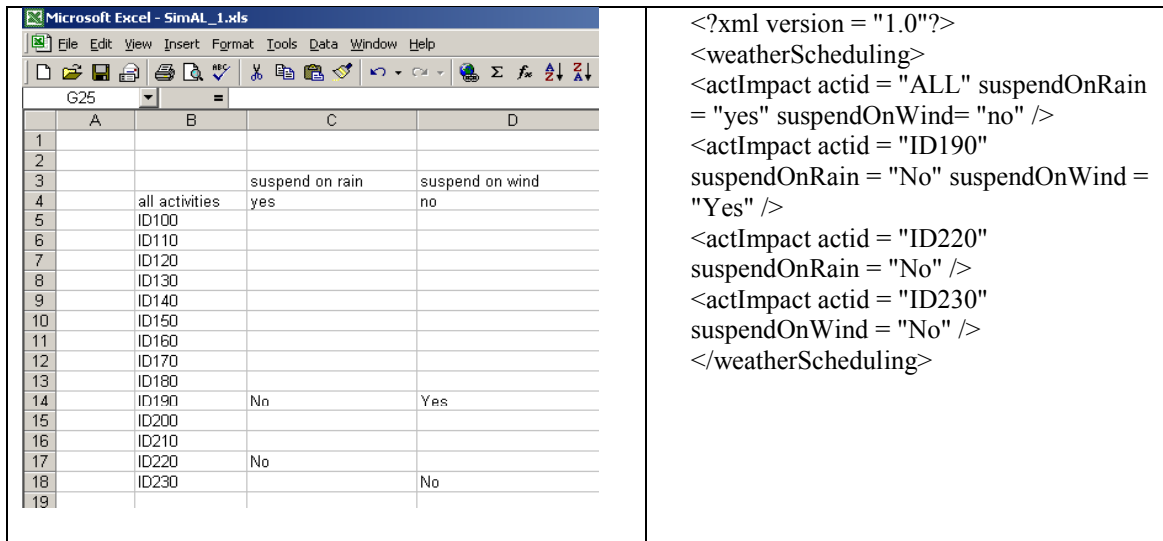 Microsoft Excel - SimAL_1.xls
File Edit View Insert Format Tools Data Window Help
G25 =
A B C D
1
2
3 suspend on rain suspend on wind
4 all activities yes no
5 ID100
6 ID110
7 ID120
8 ID130
9 ID140
10 ID150
11 ID160
12 ID170
13 ID180
14 ID190 No Yes
15 ID200
16 ID210
17 ID220 No
18 ID230 No
19
<?xml version = "1.0"?>
<weatherScheduling>
<actImpact actid = "ALL" suspendOnRain
= "yes" suspendOnWind= "no" />
<actImpact actid = "ID190"
suspendOnRain = "No" suspendOnWind =
"Yes" />
<actImpact actid = "ID220"
suspendOnRain = "No" />
<actImpact actid = "ID230"
suspendOnWind = "No" />
</weatherScheduling>